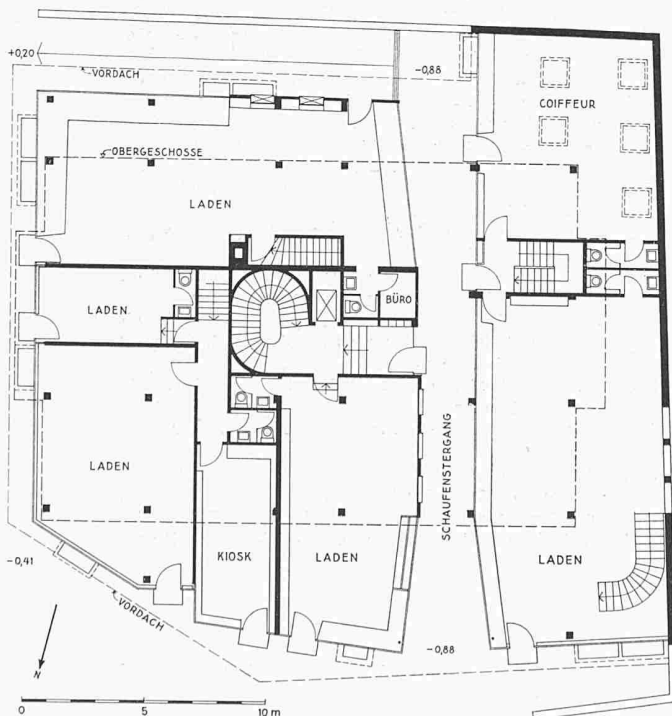 +0,20
VORDACH
-0,88
COIFFEUR
OBERGESCHOSSE
LADEN
LADEN
BÜRO
LADEN
SCHAUFENSTERGANG
KIOSK
LADEN
LADEN
-0,41
VORDACH
-0,88
N
0 5 10 m